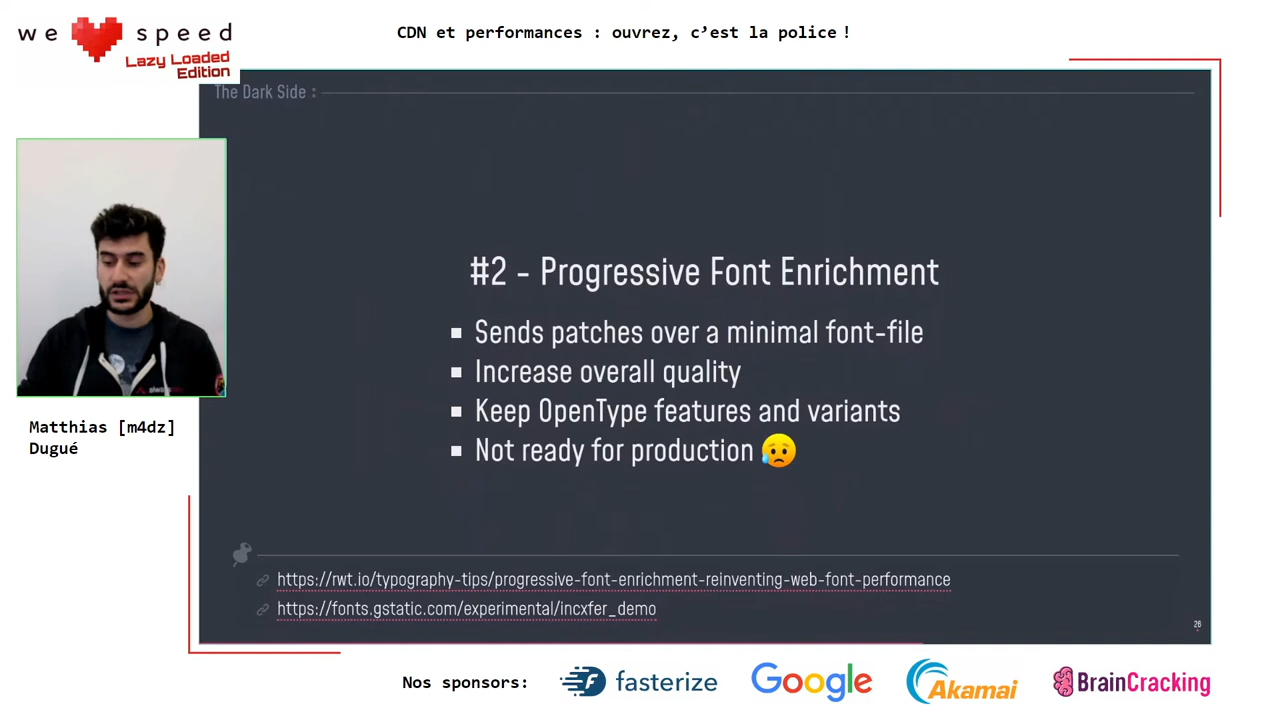 we speed
Lazy Loaded
Edition
CDN et performances : ouvrez, c’est la police !
The Dark Side :
#2 - Progressive Font Enrichment
Sends patches over a minimal font-file
Increase overall quality
Keep OpenType features and variants
Not ready for production 😥
Matthias [m4dz]
Dugué
https://rwt.io/typography-tips/progressive-font-enrichment-reinventing-web-font-performance
https://fonts.gstatic.com/experimental/incxfer_demo
26
Nos sponsors:
fasterize
Google
Akamai
BrainCracking